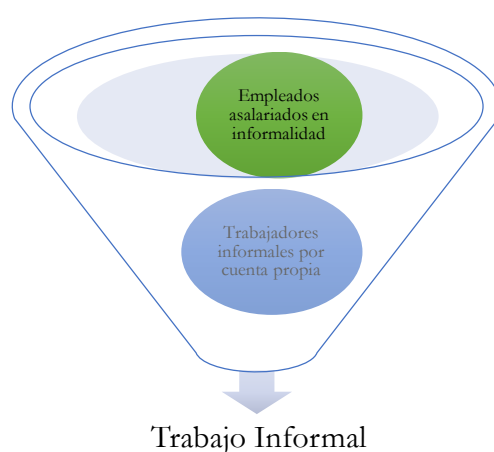 Empleados
asalariados en
informalidad
Trabajadores
informales por
cuenta propia
Trabajo Informal